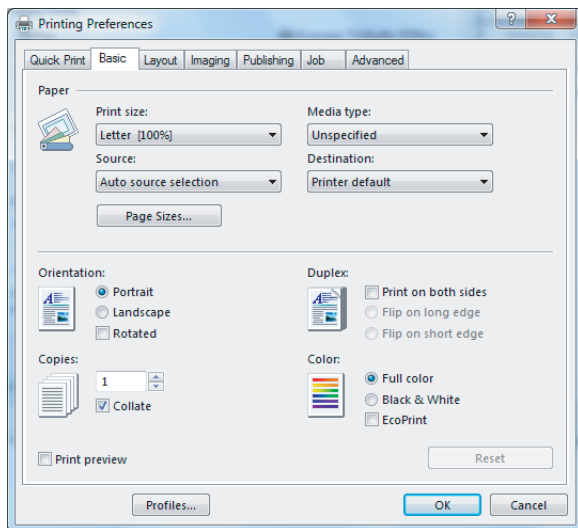 Printing Preferences
Quick Print Basic Layout Imaging Publishing Job Advanced
Paper
Print size: Media type:
Letter [100%] Unspecified
Source: Destination:
Auto source selection Printer default
Page Sizes...
Orientation: Duplex:
Portrait Print on both sides
Landscape Flip on long edge
Rotated Flip on short edge
Copies: Color:
1 Full color
Collate Black & White
EcoPrint
Print preview Reset
Profiles... OK Cancel